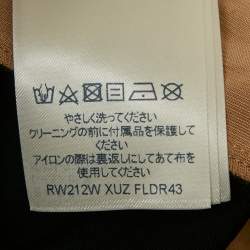 やさしく洗ってください
クリーニングの前に付属品を保護して
ください
アイロンの際は裏返しにしてあて布を
使用してください
RW212W XUZ FLDR43